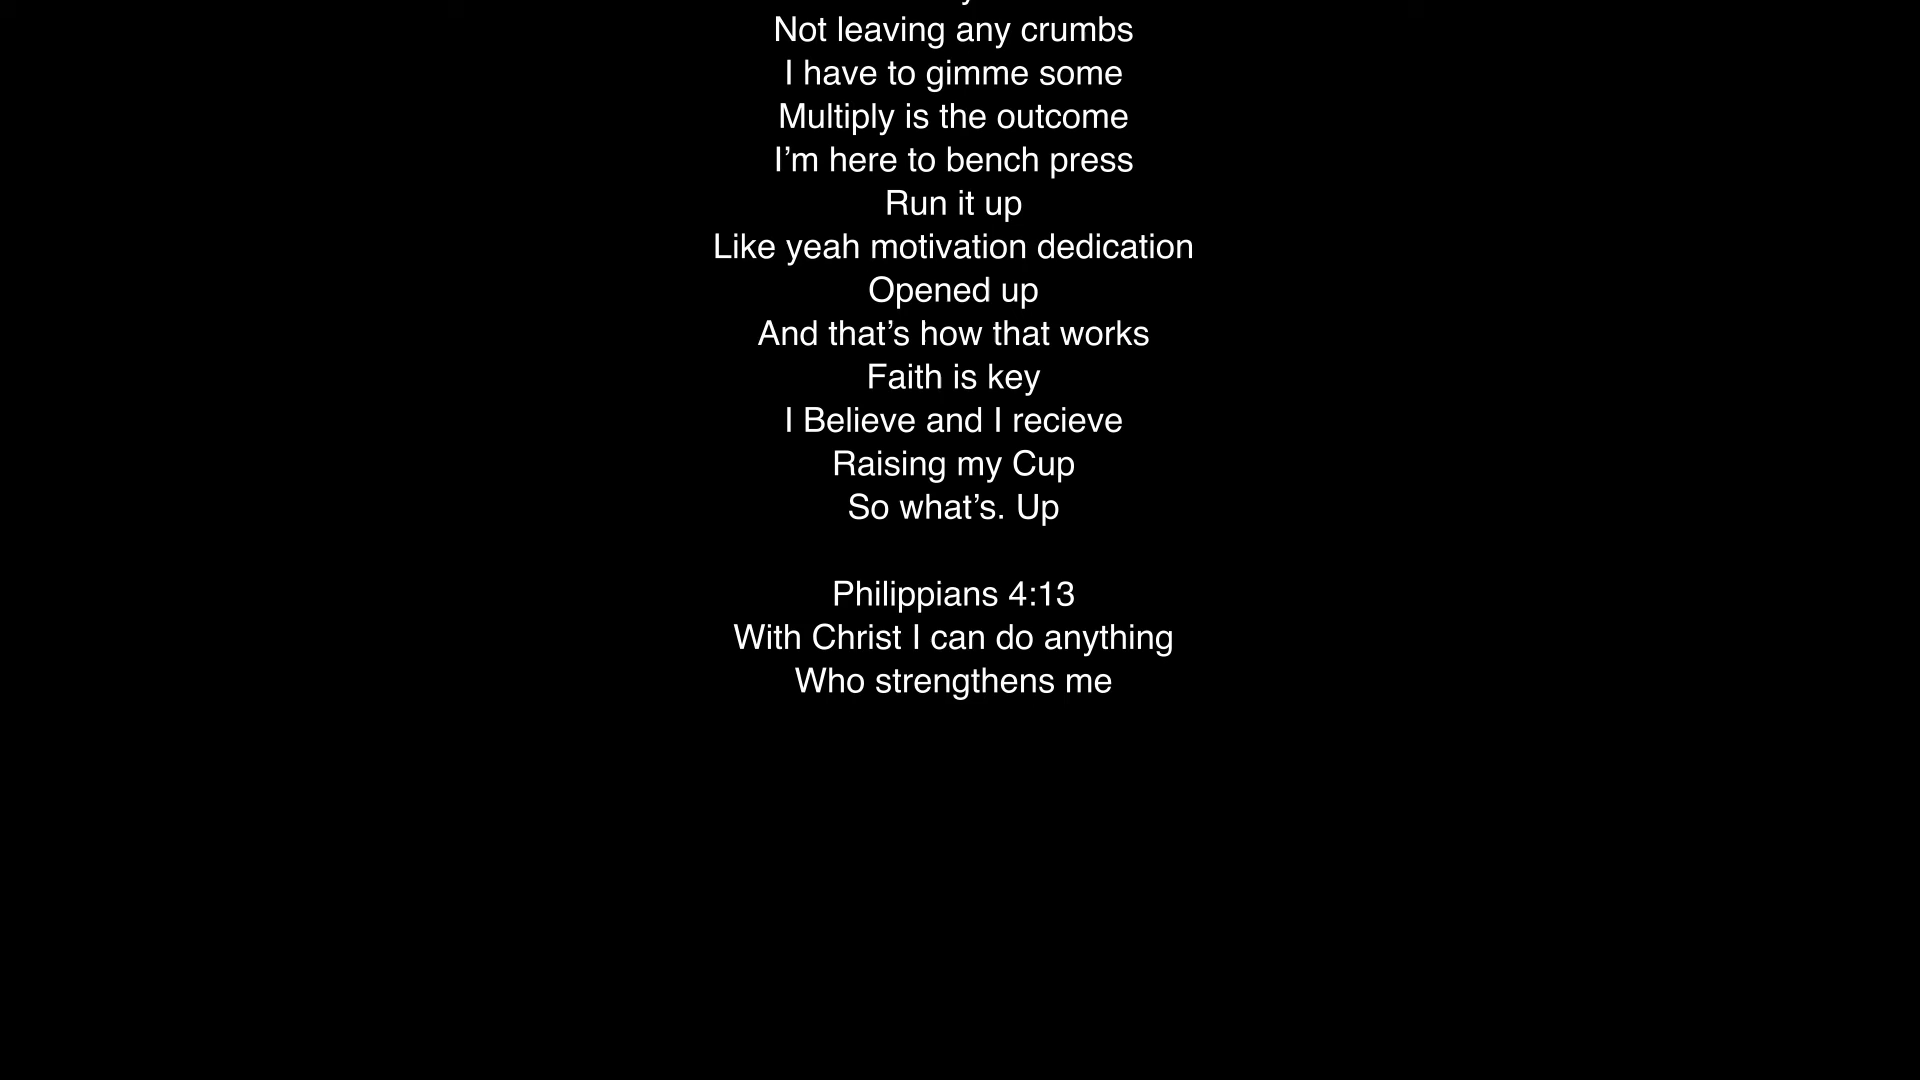 Not leaving any crumbs
I have to gimme some
Multiply is the outcome
I’m here to bench press
Run it up
Like yeah motivation dedication
Opened up
And that’s how that works
Faith is key
I Believe and I recieve
Raising my Cup
So what’s. Up
Philippians 4:13
With Christ I can do anything
Who strengthens me